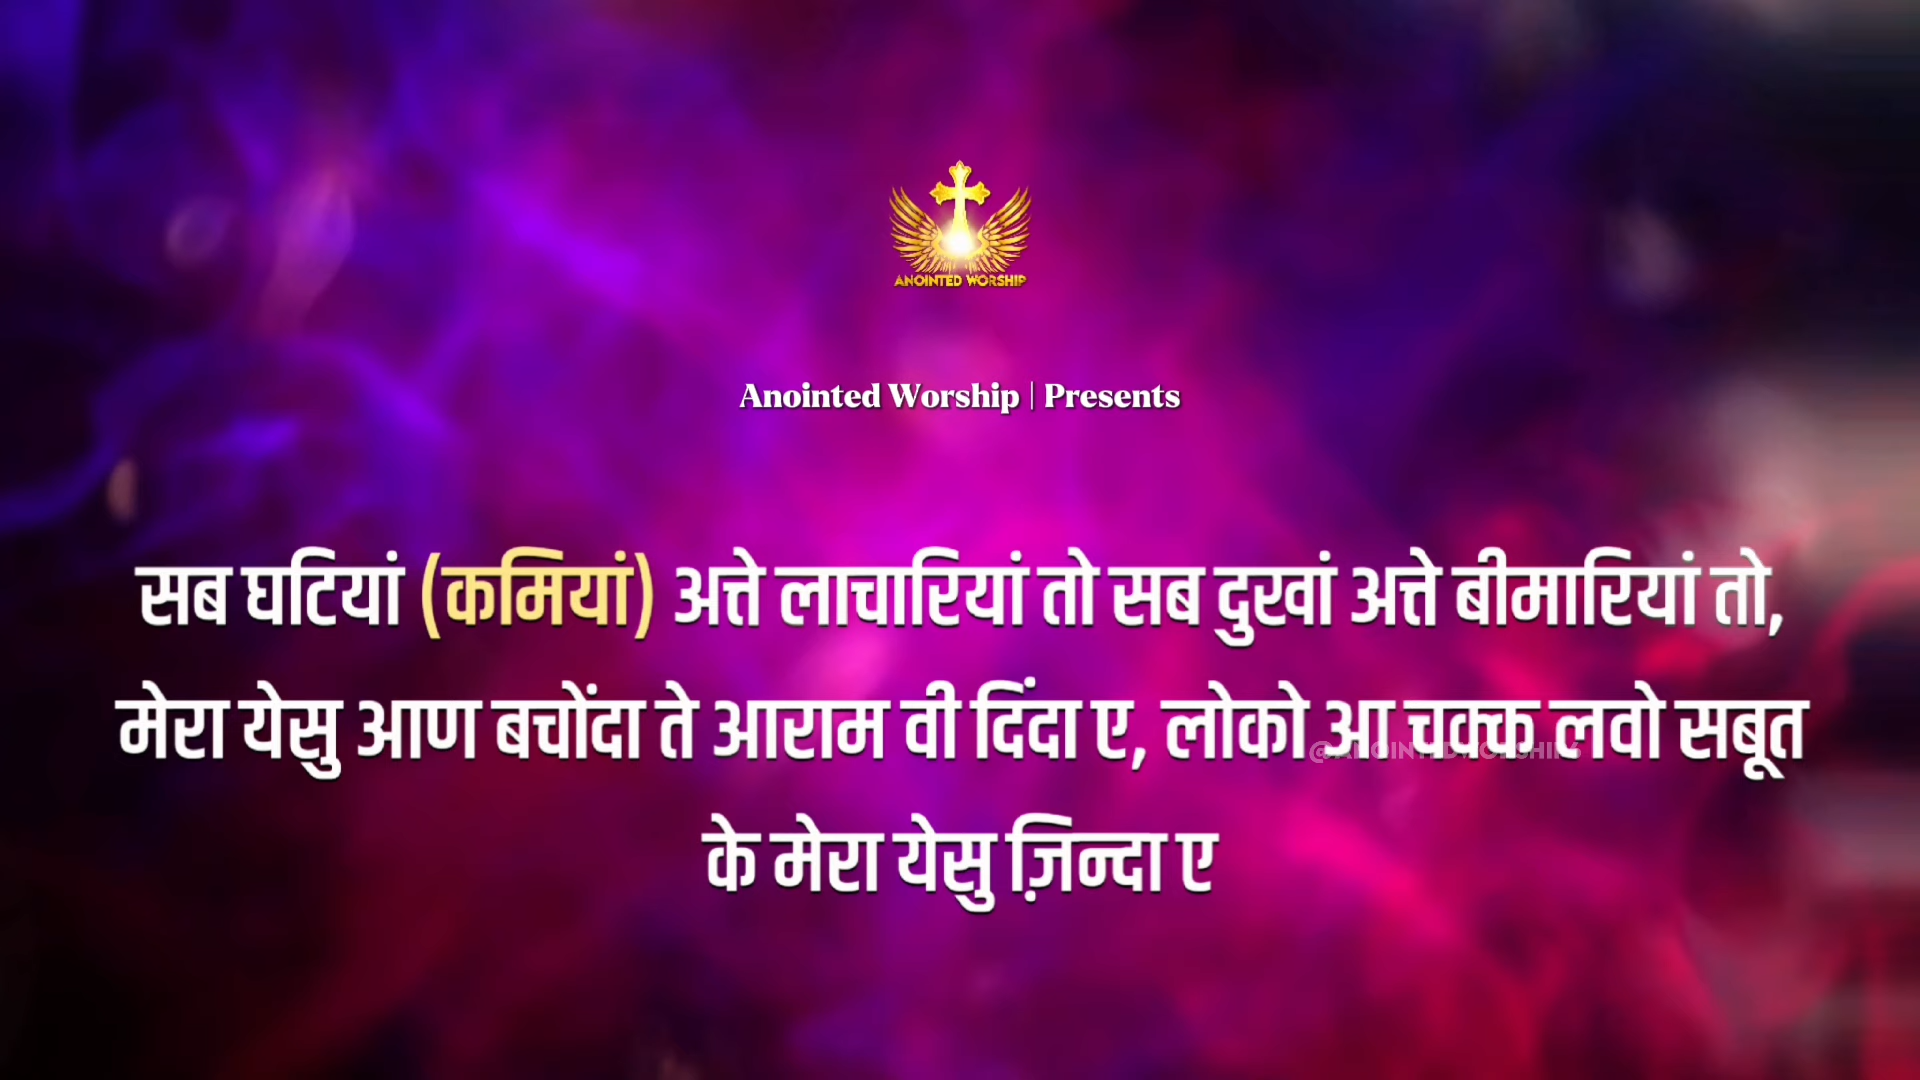 ANOINTED WORSHIP
Anointed Worship | Presents
सब घटियां (कमियां) अत्ते लाचारियां तो सब दुखां अत्ते बीमारियां तो,
मेरा येसु आण बचोंदा ते आराम वी दिंदा ए, लोको आ चक्क लवो सबूत
के मेरा येसु ज़िन्दा ए